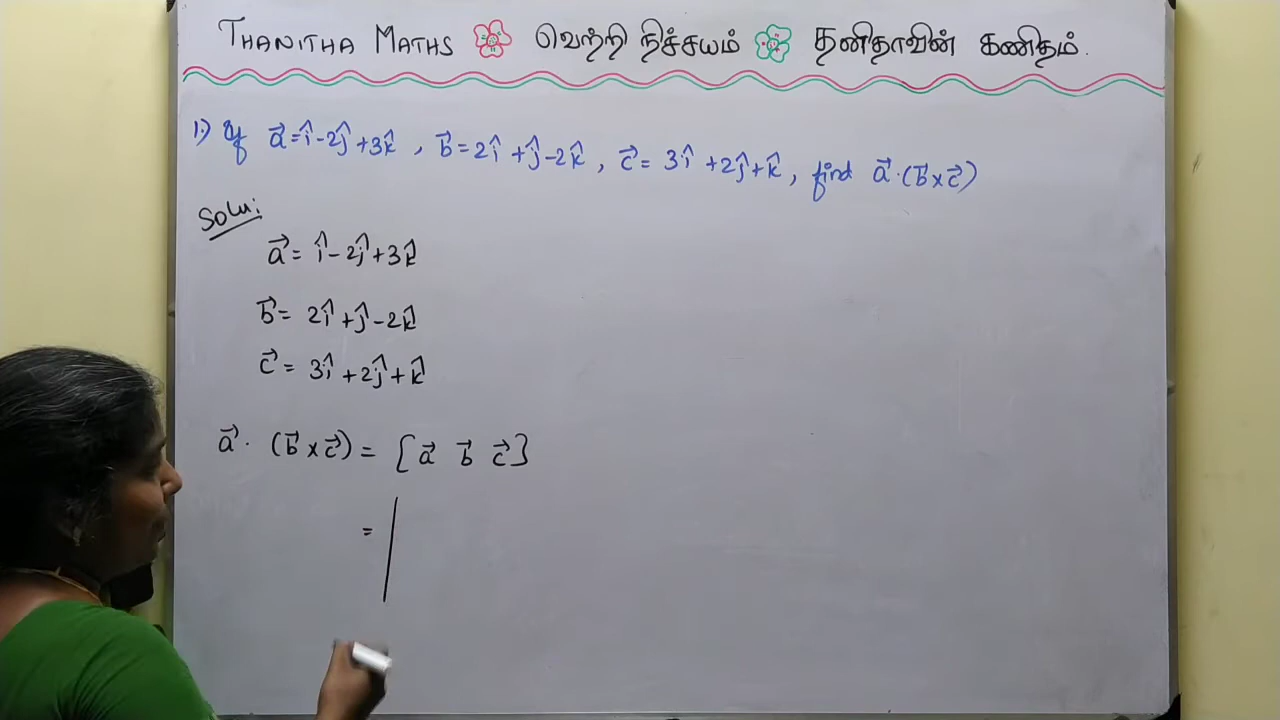 THANITHA MATHS வெற்றி நிச்சயம் தனிதாவின் கணிதம்.
1.) If a⃗ = î - 2ĵ + 3k̂ , b⃗ = 2î + ĵ - 2k̂ , c⃗ = 3î + 2ĵ + k̂ , find a⃗ · (b⃗ × c⃗)
Solu:
a⃗ = î - 2ĵ + 3k̂
b⃗ = 2î + ĵ - 2k̂
c⃗ = 3î + 2ĵ + k̂
a⃗ · (b⃗ × c⃗) = [a⃗ b⃗ c⃗]
= |